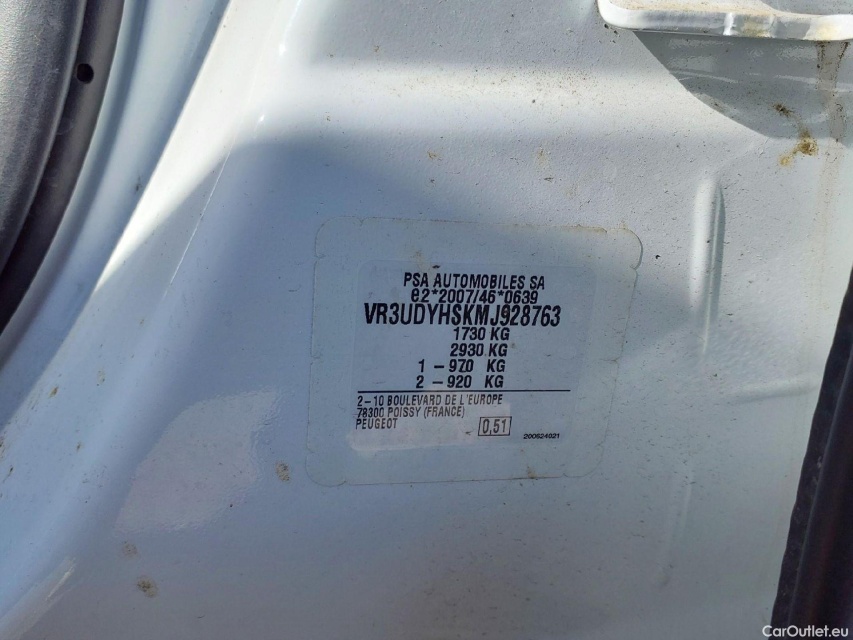 PSA AUTOMOBILES SA
e2*2007/46*0639
VR3UDYHSKMJ928763
1730 KG
2930 KG
1 - 970 KG
2 - 920 KG
2 - 10 BOULEVARD DE L'EUROPE
78300 POISSY (FRANCE)
PEUGEOT
0,51
200624021
CarOutlet.eu